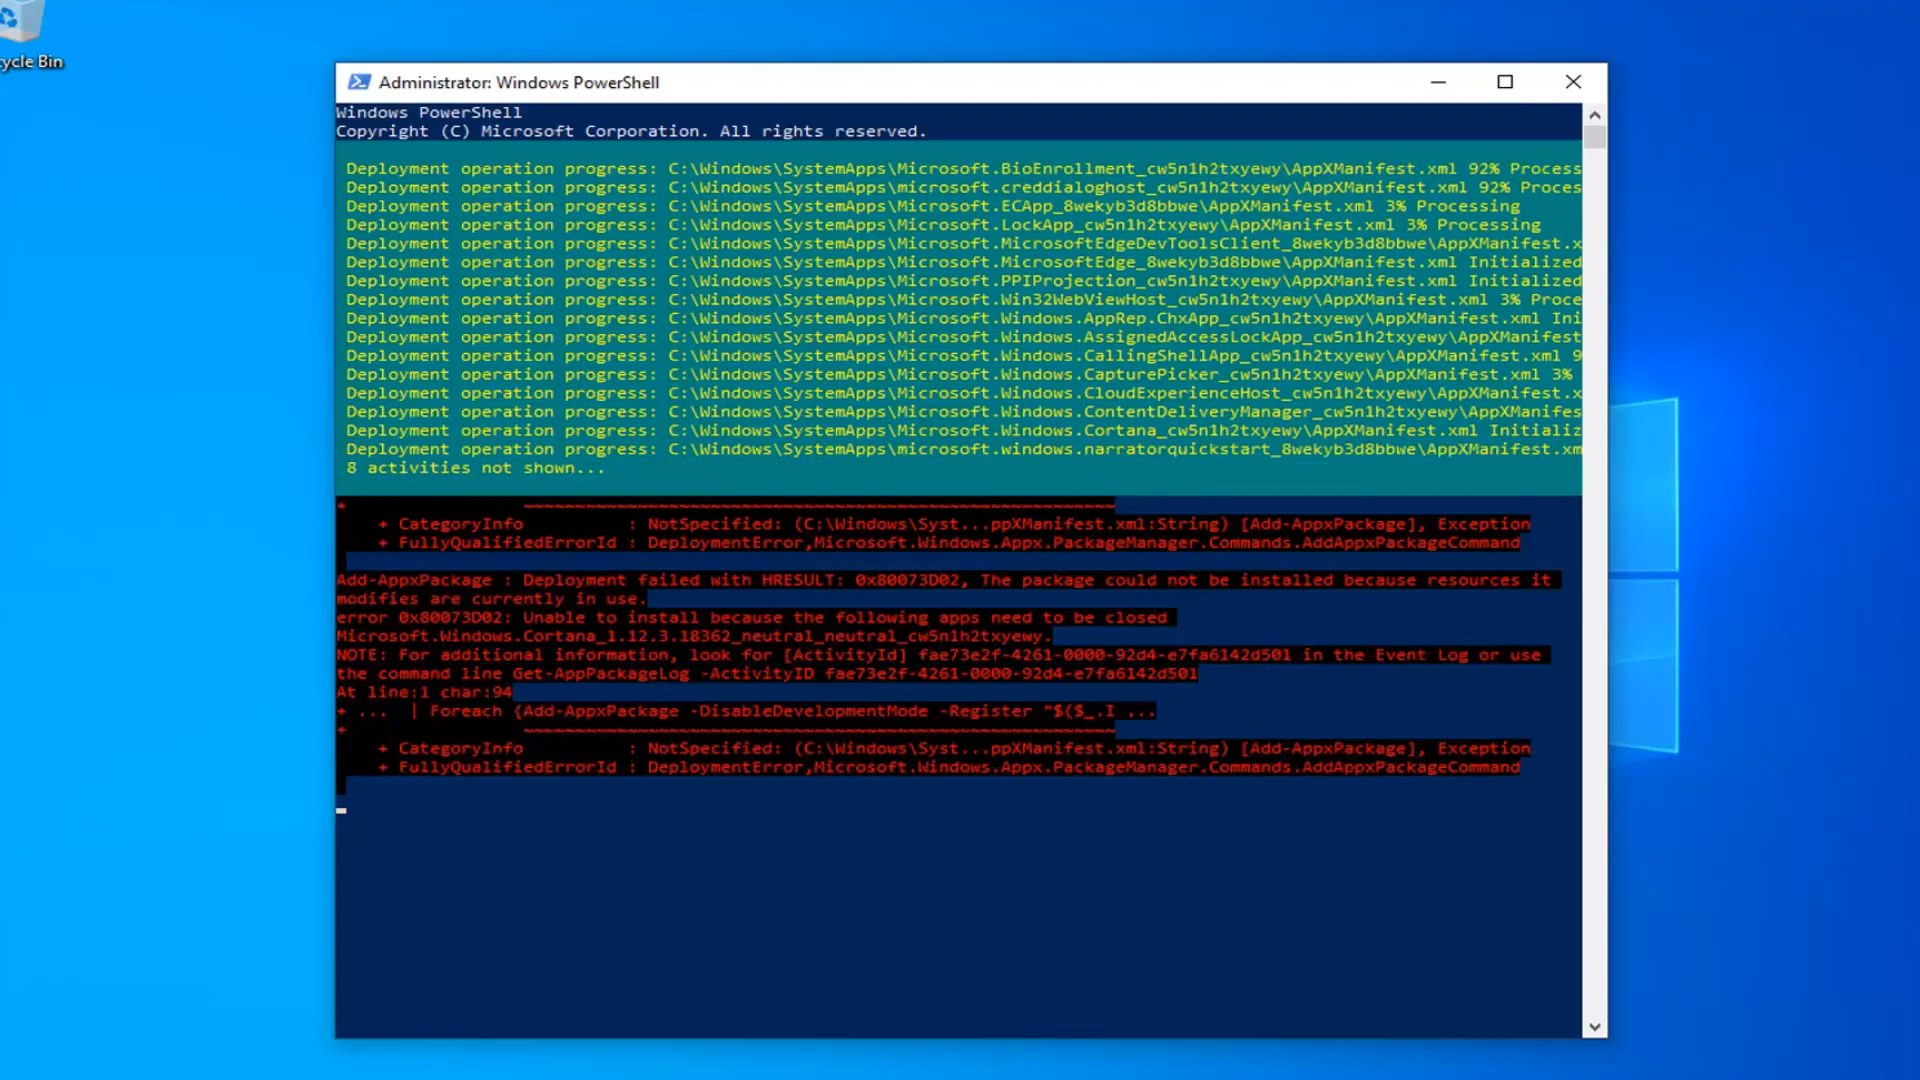 cycle Bin
Administrator: Windows PowerShell
Windows PowerShell
Copyright (C) Microsoft Corporation. All rights reserved.
Deployment operation progress: C:\Windows\SystemApps\Microsoft.BioEnrollment_cw5n1h2txyewy\AppXManifest.xml 92% Process
Deployment operation progress: C:\Windows\SystemApps\microsoft.creddialoghost_cw5n1h2txyewy\AppXManifest.xml 92% Proces
Deployment operation progress: C:\Windows\SystemApps\Microsoft.ECApp_8wekyb3d8bbwe\AppXManifest.xml 3% Processing
Deployment operation progress: C:\Windows\SystemApps\Microsoft.LockApp_cw5n1h2txyewy\AppXManifest.xml 3% Processing
Deployment operation progress: C:\Windows\SystemApps\Microsoft.MicrosoftEdgeDevToolsClient_8wekyb3d8bbwe\AppXManifest.x
Deployment operation progress: C:\Windows\SystemApps\Microsoft.MicrosoftEdge_8wekyb3d8bbwe\AppXManifest.xml Initialized
Deployment operation progress: C:\Windows\SystemApps\Microsoft.PPIProjection_cw5n1h2txyewy\AppXManifest.xml Initialized
Deployment operation progress: C:\Windows\SystemApps\Microsoft.Win32WebViewHost_cw5n1h2txyewy\AppXManifest.xml 3% Proce
Deployment operation progress: C:\Windows\SystemApps\Microsoft.Windows.AppRep.ChxApp_cw5n1h2txyewy\AppXManifest.xml Ini
Deployment operation progress: C:\Windows\SystemApps\Microsoft.Windows.AssignedAccessLockApp_cw5n1h2txyewy\AppXManifest
Deployment operation progress: C:\Windows\SystemApps\Microsoft.Windows.CallingShellApp_cw5n1h2txyewy\AppXManifest.xml 9
Deployment operation progress: C:\Windows\SystemApps\Microsoft.Windows.CapturePicker_cw5n1h2txyewy\AppXManifest.xml 3%
Deployment operation progress: C:\Windows\SystemApps\Microsoft.Windows.CloudExperienceHost_cw5n1h2txyewy\AppXManifest.x
Deployment operation progress: C:\Windows\SystemApps\Microsoft.Windows.ContentDeliveryManager_cw5n1h2txyewy\AppXManifes
Deployment operation progress: C:\Windows\SystemApps\Microsoft.Windows.Cortana_cw5n1h2txyewy\AppXManifest.xml Initializ
Deployment operation progress: C:\Windows\SystemApps\microsoft.windows.narratorquickstart_8wekyb3d8bbwe\AppXManifest.xm
8 activities not shown...
+ ~~~~~~~~~~~~~~~~~~~~~~~~~~~~~~~~~~~~~~~~~~~~~~~~~~~~~~~~~
+ CategoryInfo : NotSpecified: (C:\Windows\Syst...ppXManifest.xml:String) [Add-AppxPackage], Exception
+ FullyQualifiedErrorId : DeploymentError,Microsoft.Windows.Appx.PackageManager.Commands.AddAppxPackageCommand
Add-AppxPackage : Deployment failed with HRESULT: 0x80073D02, The package could not be installed because resources it
modifies are currently in use.
error 0x80073D02: Unable to install because the following apps need to be closed
Microsoft.Windows.Cortana_1.12.3.18362_neutral_neutral_cw5n1h2txyewy.
NOTE: For additional information, look for [ActivityId] fae73e2f-4261-0000-92d4-e7fa6142d501 in the Event Log or use
the command line Get-AppPackageLog -ActivityID fae73e2f-4261-0000-92d4-e7fa6142d501
At line:1 char:94
+ ... | Foreach {Add-AppxPackage -DisableDevelopmentMode -Register "$($_.I ...
+ ~~~~~~~~~~~~~~~~~~~~~~~~~~~~~~~~~~~~~~~~~~~~~~~~~~~~~~~~~
+ CategoryInfo : NotSpecified: (C:\Windows\Syst...ppXManifest.xml:String) [Add-AppxPackage], Exception
+ FullyQualifiedErrorId : DeploymentError,Microsoft.Windows.Appx.PackageManager.Commands.AddAppxPackageCommand